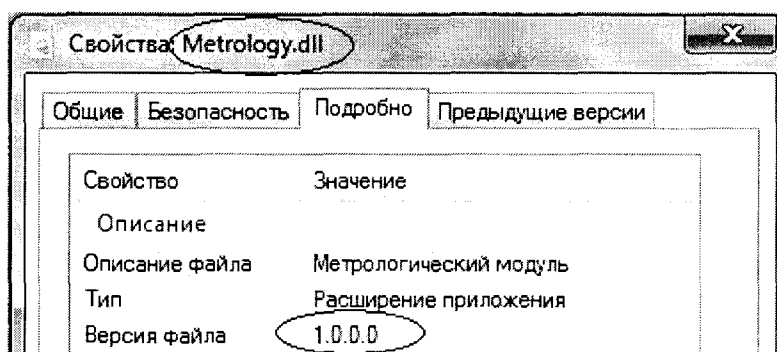 Свойства: Metrology.dll
Общие Безопасность Подробно Предыдущие версии
Свойство Значение
Описание
Описание файла Метрологический модуль
Тип Расширение приложения
Версия файла 1.0.0.0